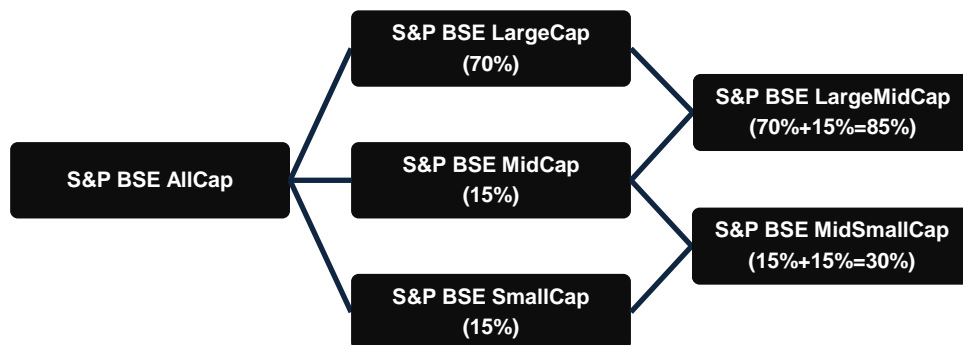 S&P BSE AllCap
S&P BSE LargeCap
(70%)
S&P BSE MidCap
(15%)
S&P BSE SmallCap
(15%)
S&P BSE LargeMidCap
(70%+15%=85%)
S&P BSE MidSmallCap
(15%+15%=30%)